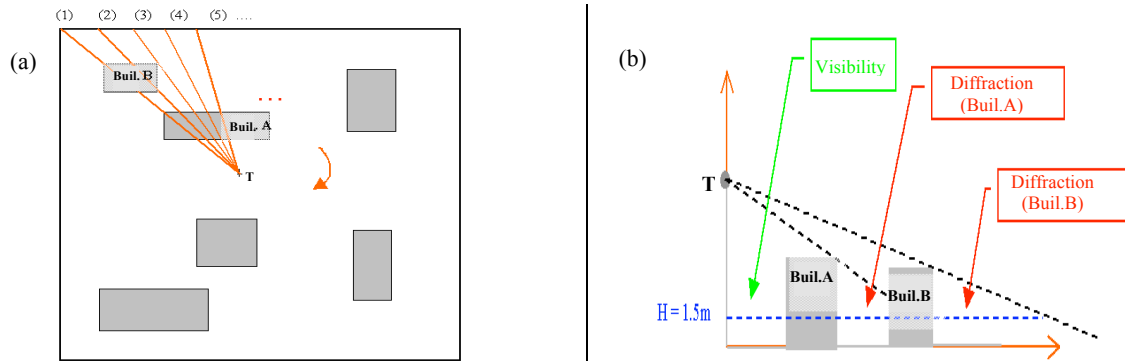 (1) (2) (3) (4) (5) ....
(a)
Buil. B
...
Buil. A
T
(b)
Visibility
Diffraction
(Buil.A)
Diffraction
(Buil.B)
T
Buil.A
Buil.B
H = 1.5m